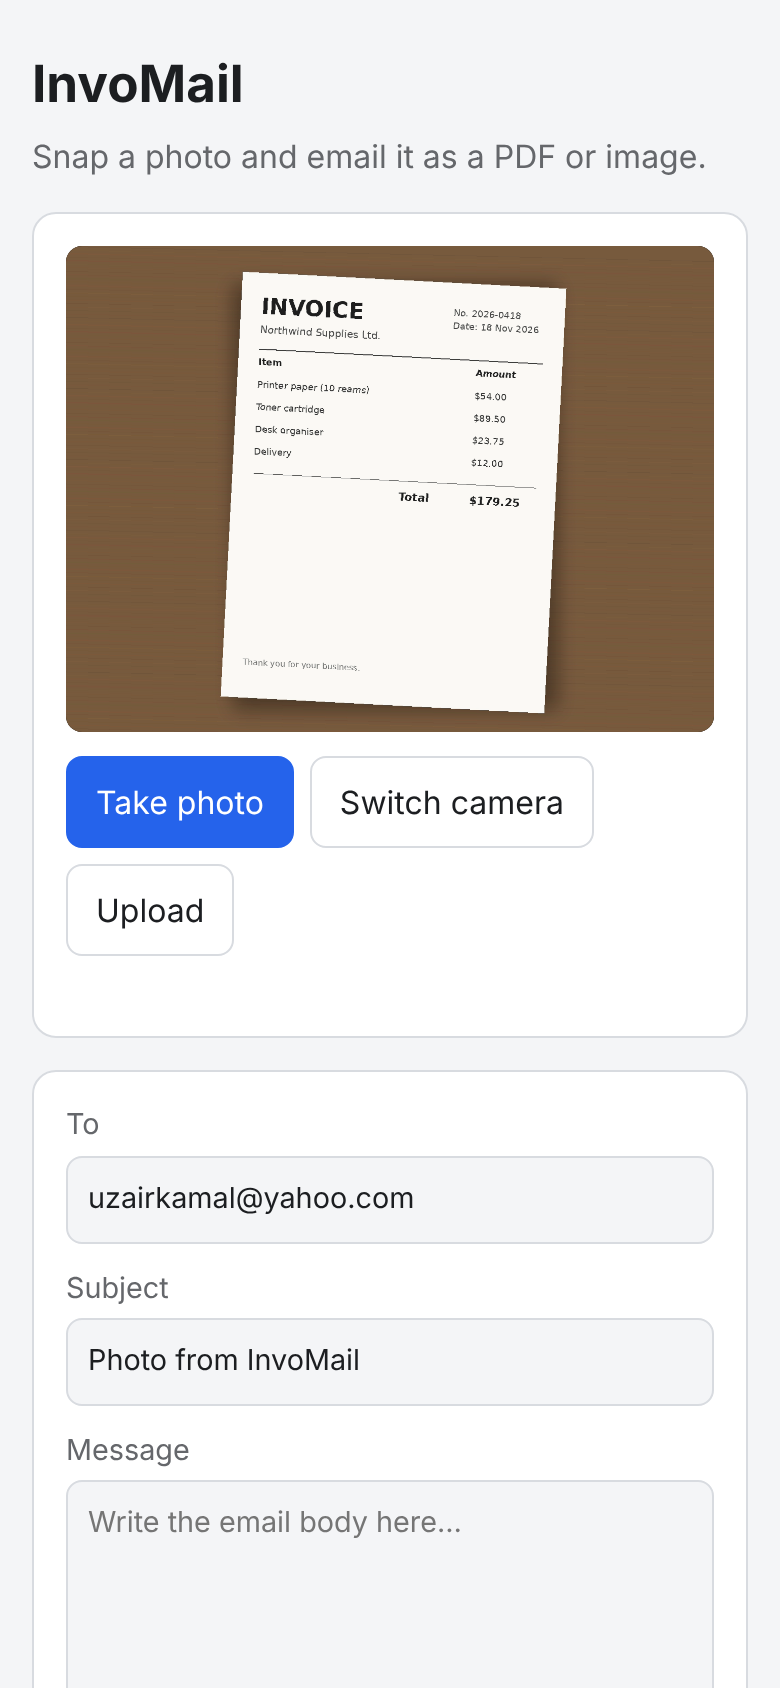 InvoMail
Snap a photo and email it as a PDF or image.
INVOICE
No. 2026-0418
Northwind Supplies Ltd.
Date: 18 Nov 2026
Item Amount
Printer paper (10 reams) $54.00
Toner cartridge $89.50
Desk organiser $23.75
Delivery $12.00
Total $179.25
Thank you for your business.
Take photo Switch camera
Upload
To
uzairkamal@yahoo.com
Subject
Photo from InvoMail
Message
Write the email body here...